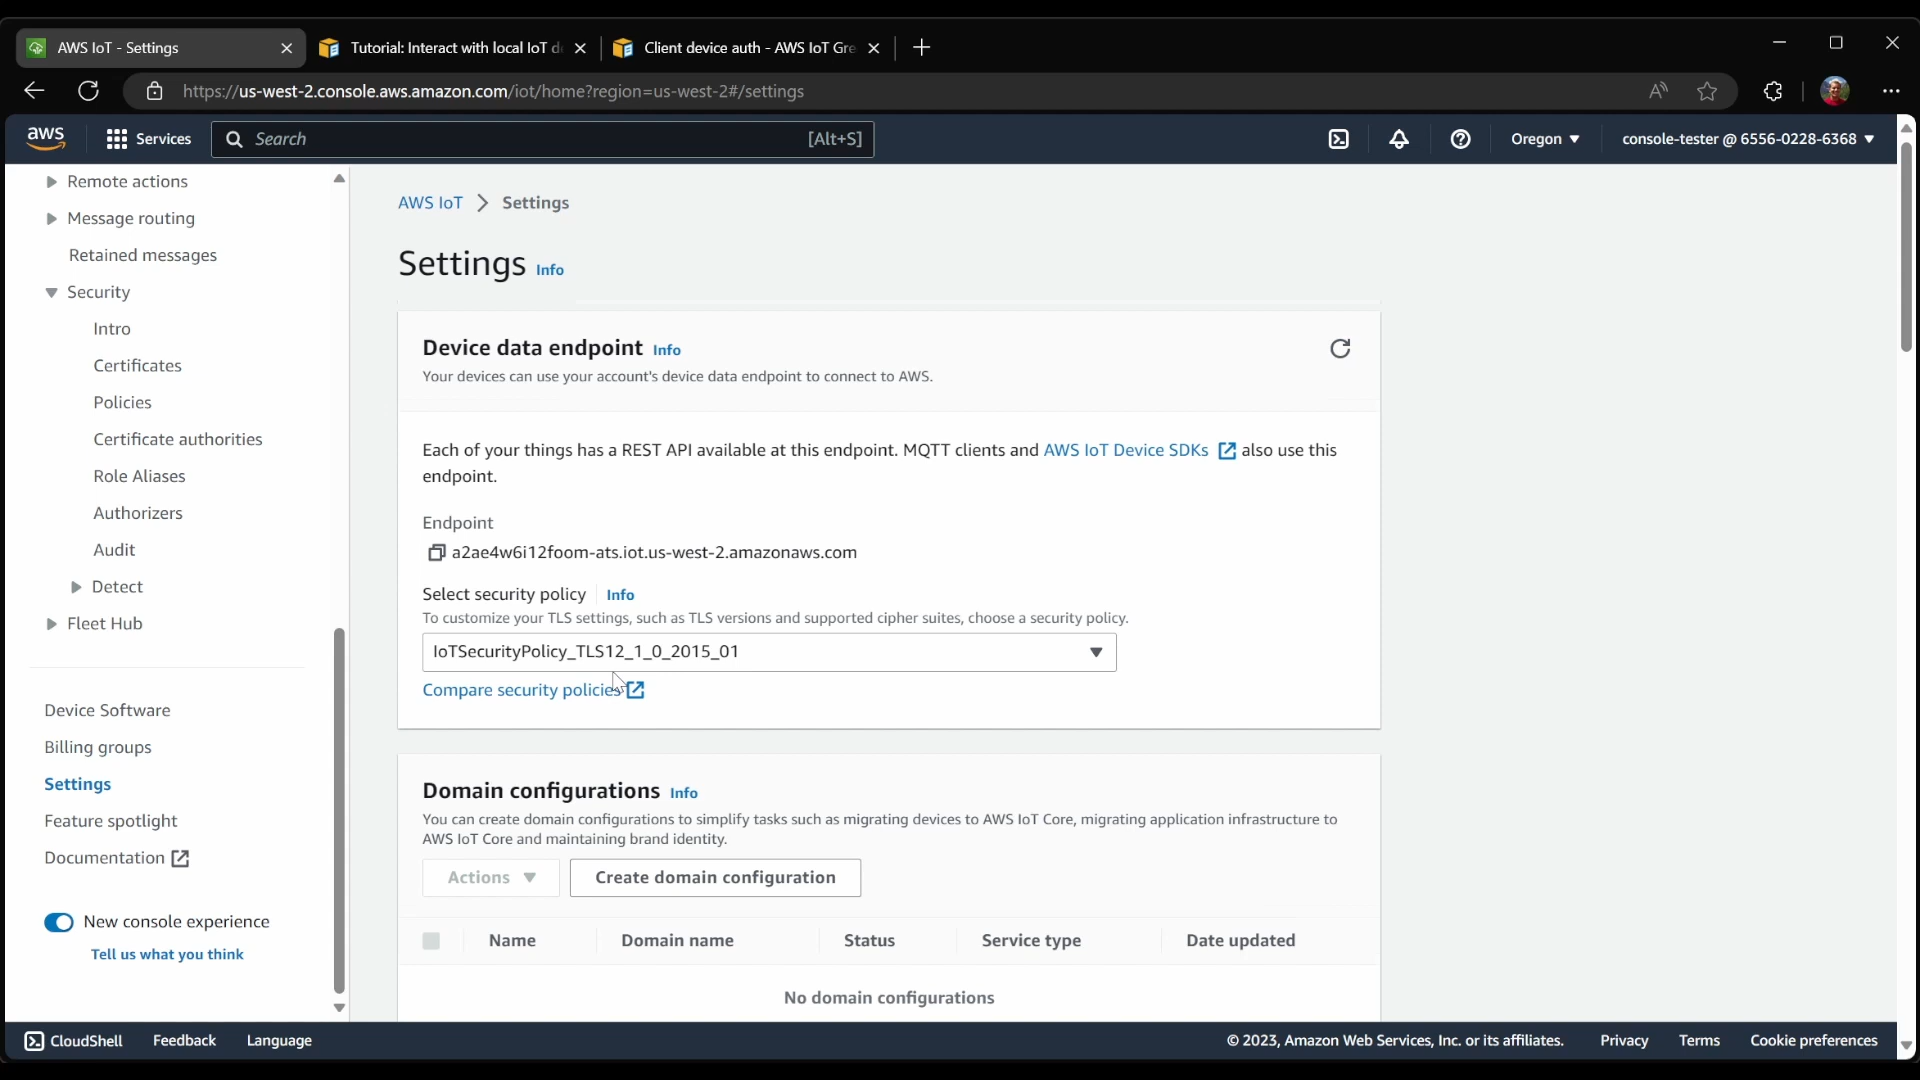 AWS IoT - Settings
Tutorial: Interact with local IoT d
Client device auth - AWS IoT Gre
https://us-west-2.console.aws.amazon.com/iot/home?region=us-west-2#/settings
aws
Services
Search
[Alt+S]
Oregon
console-tester @ 6556-0228-6368
Remote actions
Message routing
Retained messages
Security
Intro
Certificates
Policies
Certificate authorities
Role Aliases
Authorizers
Audit
Detect
Fleet Hub
Device Software
Billing groups
Settings
Feature spotlight
Documentation
New console experience
Tell us what you think
AWS IoT > Settings
Settings Info
Device data endpoint Info
Your devices can use your account's device data endpoint to connect to AWS.
Each of your things has a REST API available at this endpoint. MQTT clients and AWS IoT Device SDKs also use this
endpoint.
Endpoint
a2ae4w6i12foom-ats.iot.us-west-2.amazonaws.com
Select security policy Info
To customize your TLS settings, such as TLS versions and supported cipher suites, choose a security policy.
IoTSecurityPolicy_TLS12_1_0_2015_01
Compare security policies
Domain configurations Info
You can create domain configurations to simplify tasks such as migrating devices to AWS IoT Core, migrating application infrastructure to
AWS IoT Core and maintaining brand identity.
Actions
Create domain configuration
Name Domain name Status Service type Date updated
No domain configurations
CloudShell Feedback Language
© 2023, Amazon Web Services, Inc. or its affiliates. Privacy Terms Cookie preferences